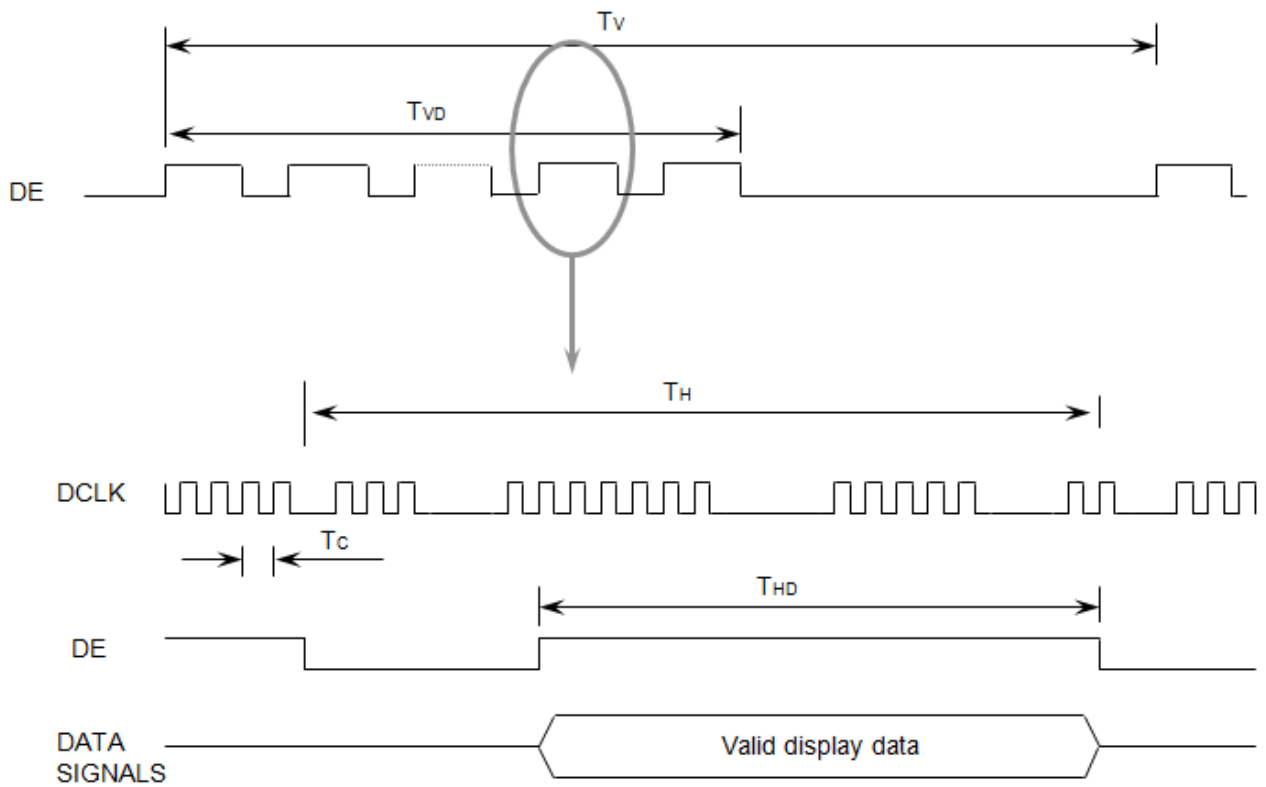 TV
TVD
DE
TH
DCLK
TC
THD
DE
DATA
SIGNALS
Valid display data